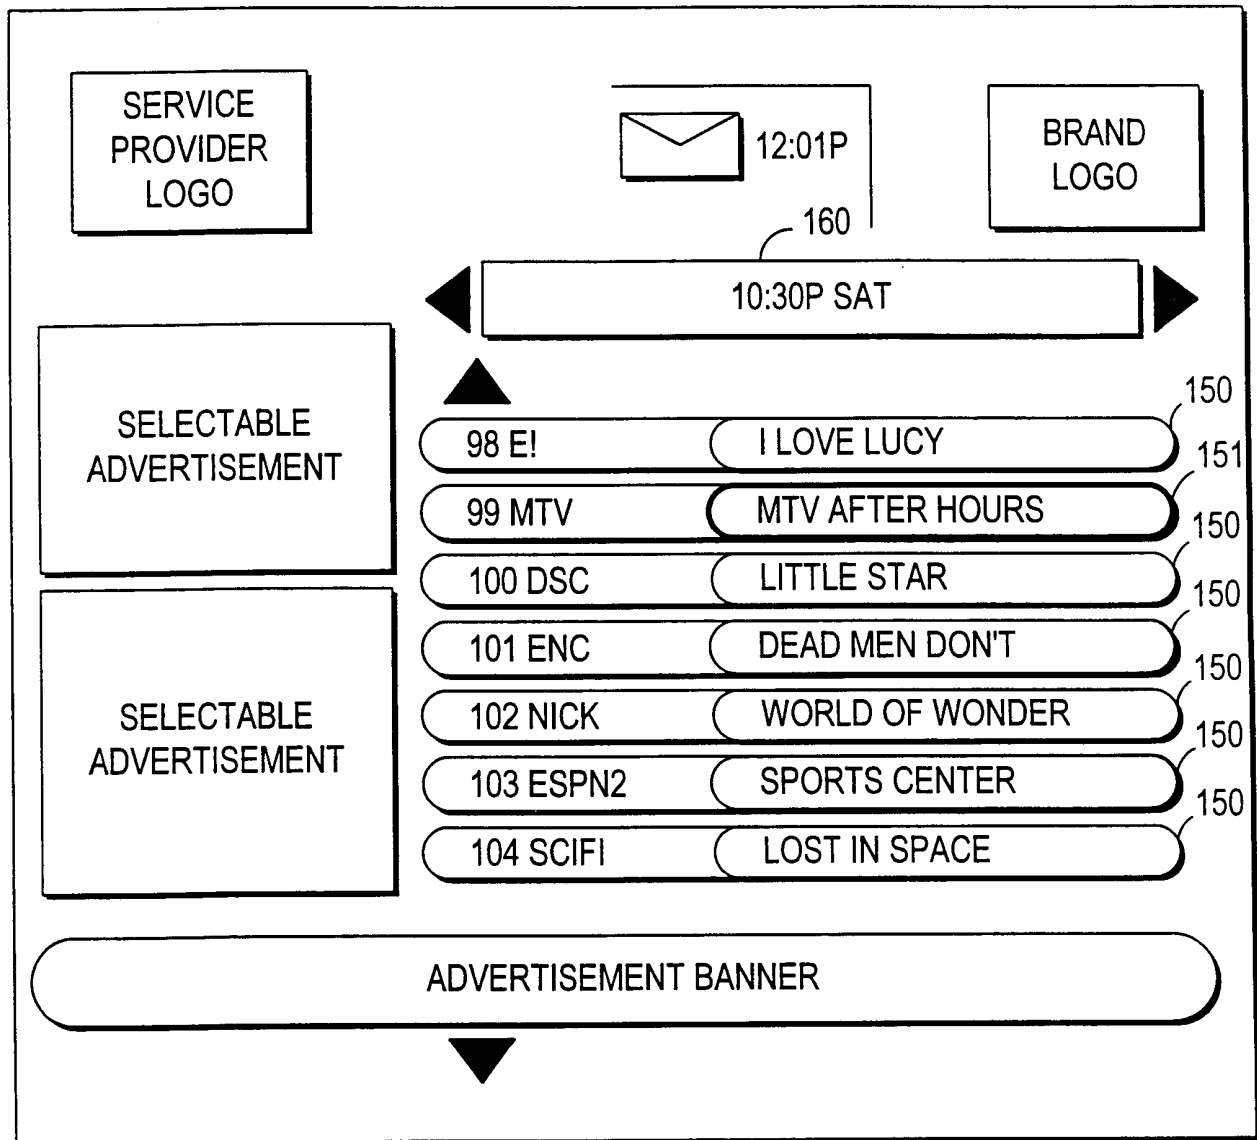 SERVICE
PROVIDER
LOGO
12:01P
BRAND
LOGO
160
10:30P SAT
SELECTABLE
ADVERTISEMENT
150
98 E! I LOVE LUCY
151
99 MTV MTV AFTER HOURS
150
100 DSC LITTLE STAR
150
101 ENC DEAD MEN DON'T
150
102 NICK WORLD OF WONDER
150
103 ESPN2 SPORTS CENTER
150
104 SCIFI LOST IN SPACE
SELECTABLE
ADVERTISEMENT
ADVERTISEMENT BANNER